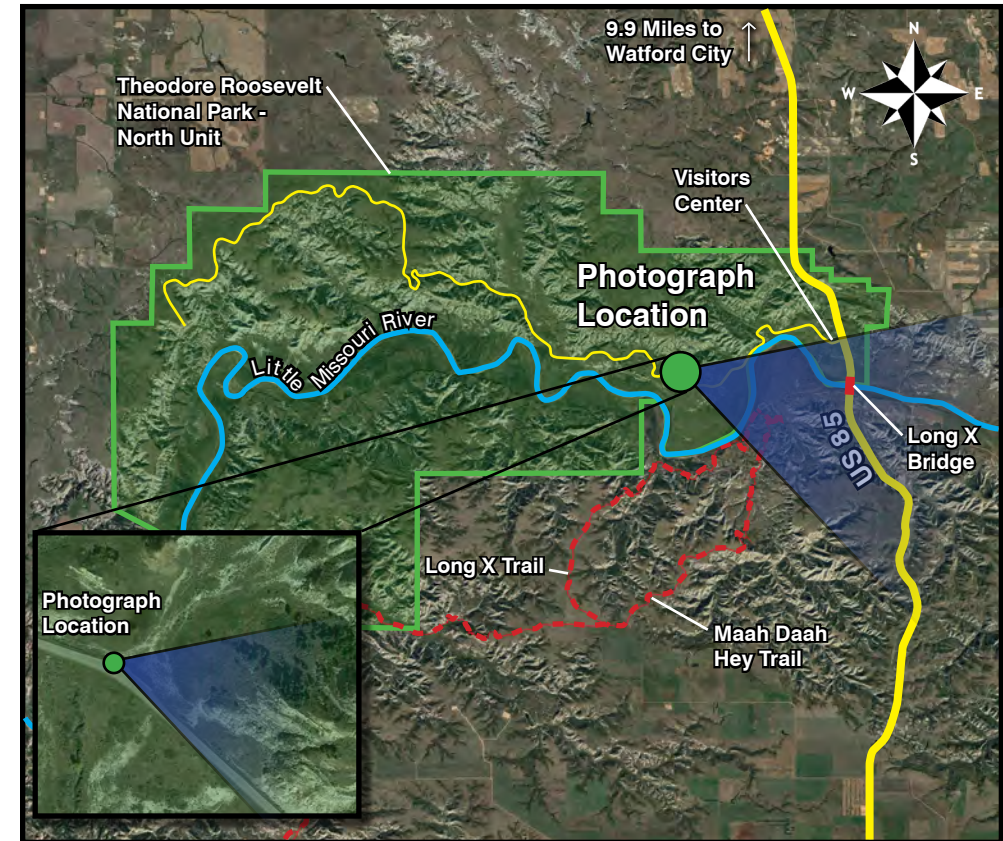 9.9 Miles to
Watford City
N
W
E
S
Theodore Roosevelt
National Park -
North Unit
Visitors
Center
Photograph
Location
Little Missouri River
US 85
Long X
Bridge
Long X Trail
Maah Daah
Hey Trail
Photograph
Location